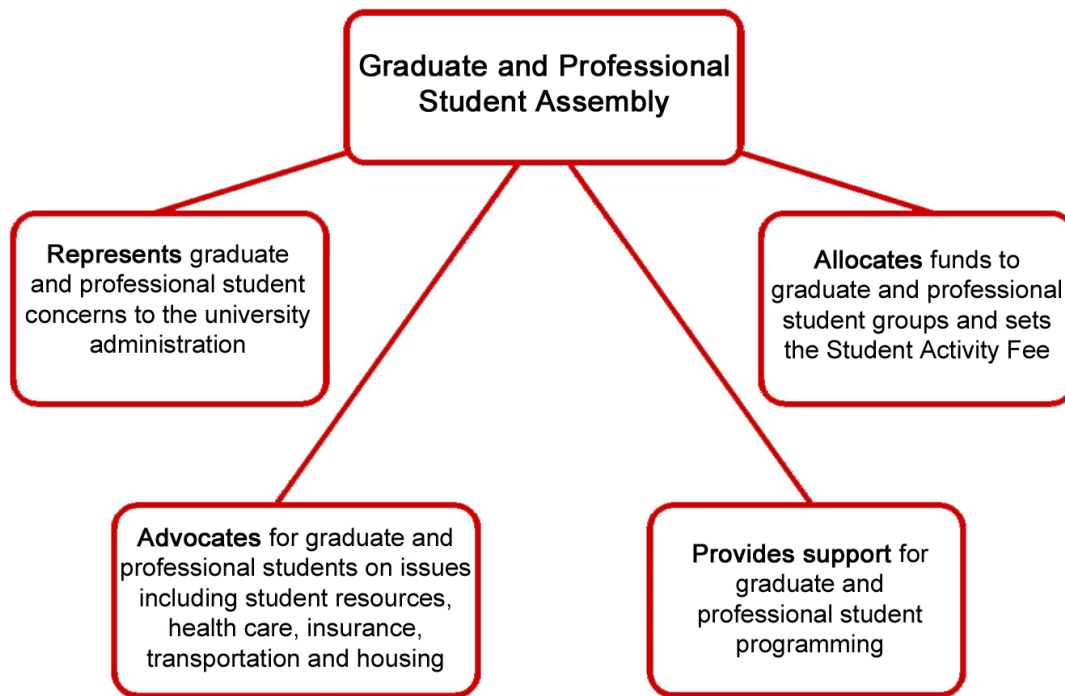 Graduate and Professional
Student Assembly
Represents graduate
and professional student
concerns to the university
administration
Allocates funds to
graduate and professional
student groups and sets
the Student Activity Fee
Advocates for graduate and
professional students on issues
including student resources,
health care, insurance,
transportation and housing
Provides support for
graduate and
professional student
programming